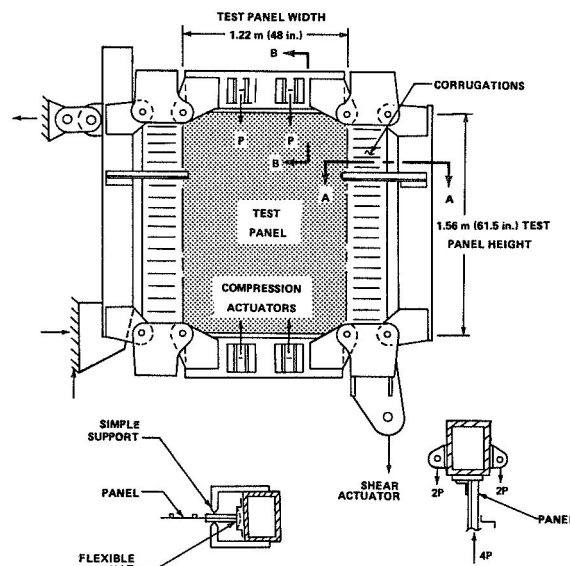 TEST PANEL WIDTH
1.22 m (48 in.)
B
CORRUGATIONS
P
P
B
A
A
TEST
PANEL
1.56 m (61.5 in.) TEST
PANEL HEIGHT
COMPRESSION
ACTUATORS
SIMPLE
SUPPORT
PANEL
FLEXIBLE
SHEAR
ACTUATOR
2P
2P
PANEL
4P